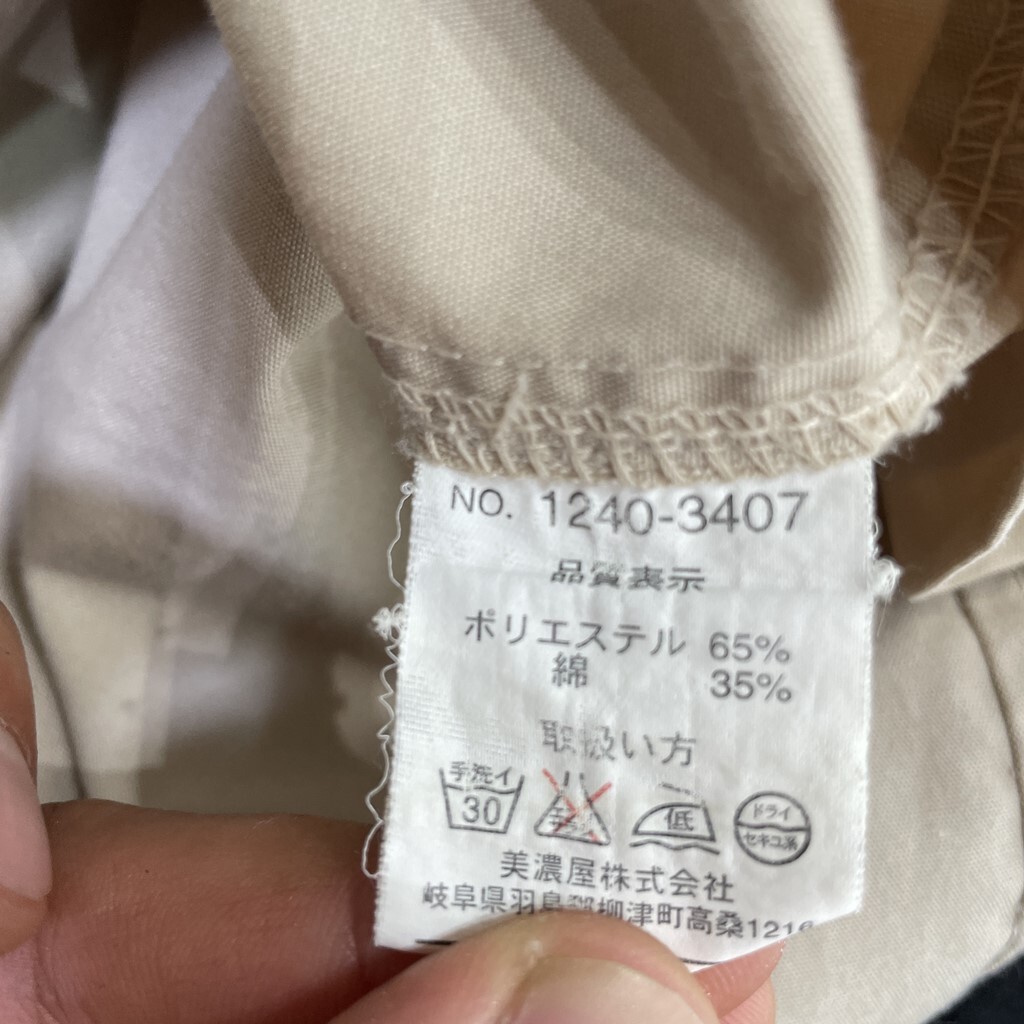 NO. 1240-3407
品質表示
ポリエステル 65%
綿 35%
取扱い方
手洗イ 30
低
ドライ セキユ系
美濃屋株式会社
岐阜県羽島郡柳津町高桑1216